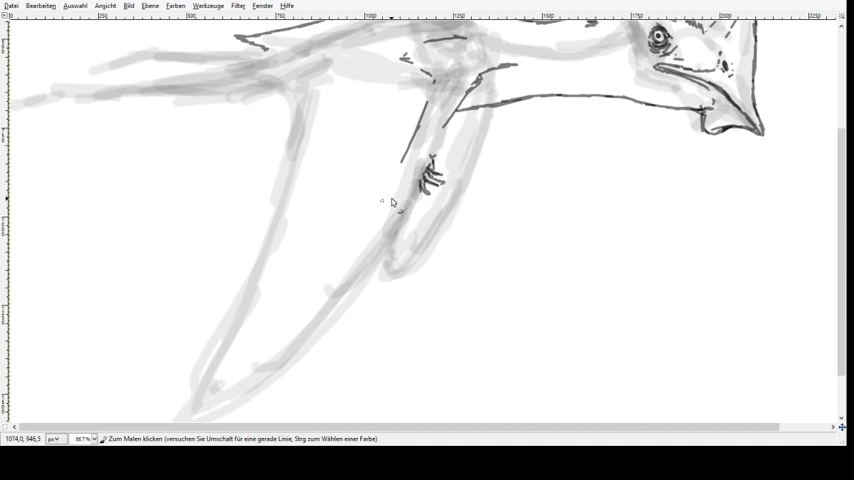 Datei Bearbeiten Auswahl Ansicht Bild Ebene Farben Werkzeuge Filter Fenster Hilfe
250 500 750 1000 1250 1500 1750 2000 2250
1074,0, 946,5 px 66,7 % Zum Malen klicken (versuchen Sie Umschalt für eine gerade Linie, Strg zum Wählen einer Farbe)